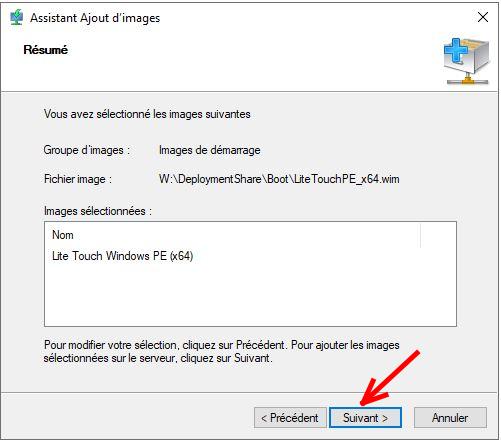 Assistant Ajout d'images
Résumé
Vous avez sélectionné les images suivantes
Groupe d'images : Images de démarrage
Fichier image : W:\DeploymentShare\Boot\LiteTouchPE_x64.wim
Images sélectionnées :
Nom
Lite Touch Windows PE (x64)
Pour modifier votre sélection, cliquez sur Précédent. Pour ajouter les images
sélectionnées sur le serveur, cliquez sur Suivant.
< Précédent Suivant > Annuler